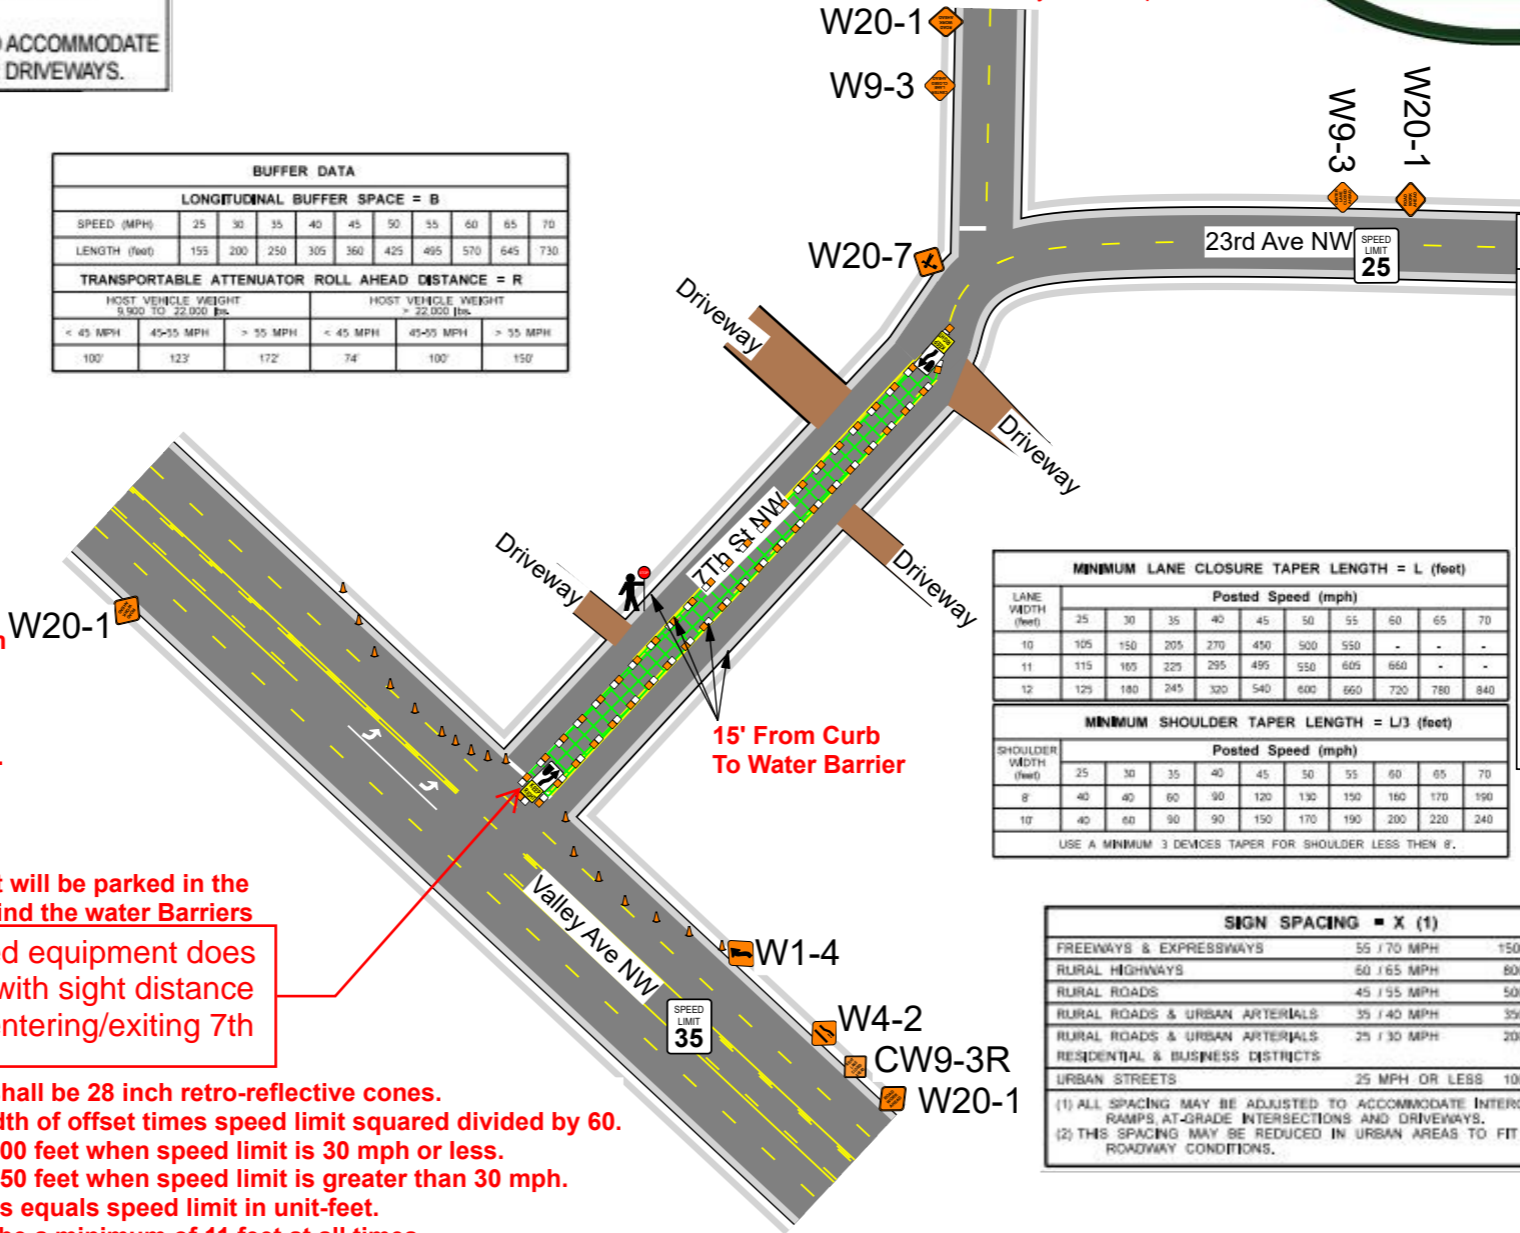 ACCOMMODATE
DRIVEWAYS.
W20-1
W9-3
W9-3
W20-1
W20-7
23rd Ave NW
SPEED
LIMIT
25
BUFFER DATA
LONGITUDINAL BUFFER SPACE = B
SPEED (MPH) 25 30 35 40 45 50 55 60 65 70
LENGTH (feet) 155 200 250 305 360 425 495 570 645 730
TRANSPORTABLE ATTENUATOR ROLL AHEAD DISTANCE = R
HOST VEHICLE WEIGHT
9,900 TO 22,000 lbs.
HOST VEHICLE WEIGHT
> 22,000 lbs.
< 45 MPH 45-55 MPH > 55 MPH < 45 MPH 45-55 MPH > 55 MPH
100' 123' 172' 74' 100' 150'
Driveway
Driveway
Driveway
Driveway
7Th St NW
W20-1
15' From Curb
To Water Barrier
MINIMUM LANE CLOSURE TAPER LENGTH = L (feet)
LANE
WIDTH
(feet)
Posted Speed (mph)
25 30 35 40 45 50 55 60 65 70
10 105 150 205 270 450 500 550 - - -
11 115 165 225 295 495 550 605 660 - -
12 125 180 245 320 540 600 660 720 780 840
MINIMUM SHOULDER TAPER LENGTH = L/3 (feet)
SHOULDER
WIDTH
(feet)
Posted Speed (mph)
25 30 35 40 45 50 55 60 65 70
8' 40 40 60 90 120 130 150 160 170 190
10' 40 60 90 90 150 170 190 200 220 240
USE A MINIMUM 3 DEVICES TAPER FOR SHOULDER LESS THEN 8'.
t will be parked in the
ind the water Barriers
ed equipment does
with sight distance
entering/exiting 7th
Valley Ave NW
SPEED
LIMIT
35
W1-4
W4-2
CW9-3R
W20-1
shall be 28 inch retro-reflective cones.
dth of offset times speed limit squared divided by 60.
00 feet when speed limit is 30 mph or less.
50 feet when speed limit is greater than 30 mph.
s equals speed limit in unit-feet.
be a minimum of 11 feet at all times
SIGN SPACING = X (1)
FREEWAYS & EXPRESSWAYS 55 / 70 MPH 150
RURAL HIGHWAYS 60 / 65 MPH 80
RURAL ROADS 45 / 55 MPH 50
RURAL ROADS & URBAN ARTERIALS 35 / 40 MPH 35
RURAL ROADS & URBAN ARTERIALS 25 / 30 MPH 20
RESIDENTIAL & BUSINESS DISTRICTS
URBAN STREETS 25 MPH OR LESS 10
(1) ALL SPACING MAY BE ADJUSTED TO ACCOMMODATE INTERC
RAMPS, AT-GRADE INTERSECTIONS AND DRIVEWAYS.
(2) THIS SPACING MAY BE REDUCED IN URBAN AREAS TO FIT
ROADWAY CONDITIONS.